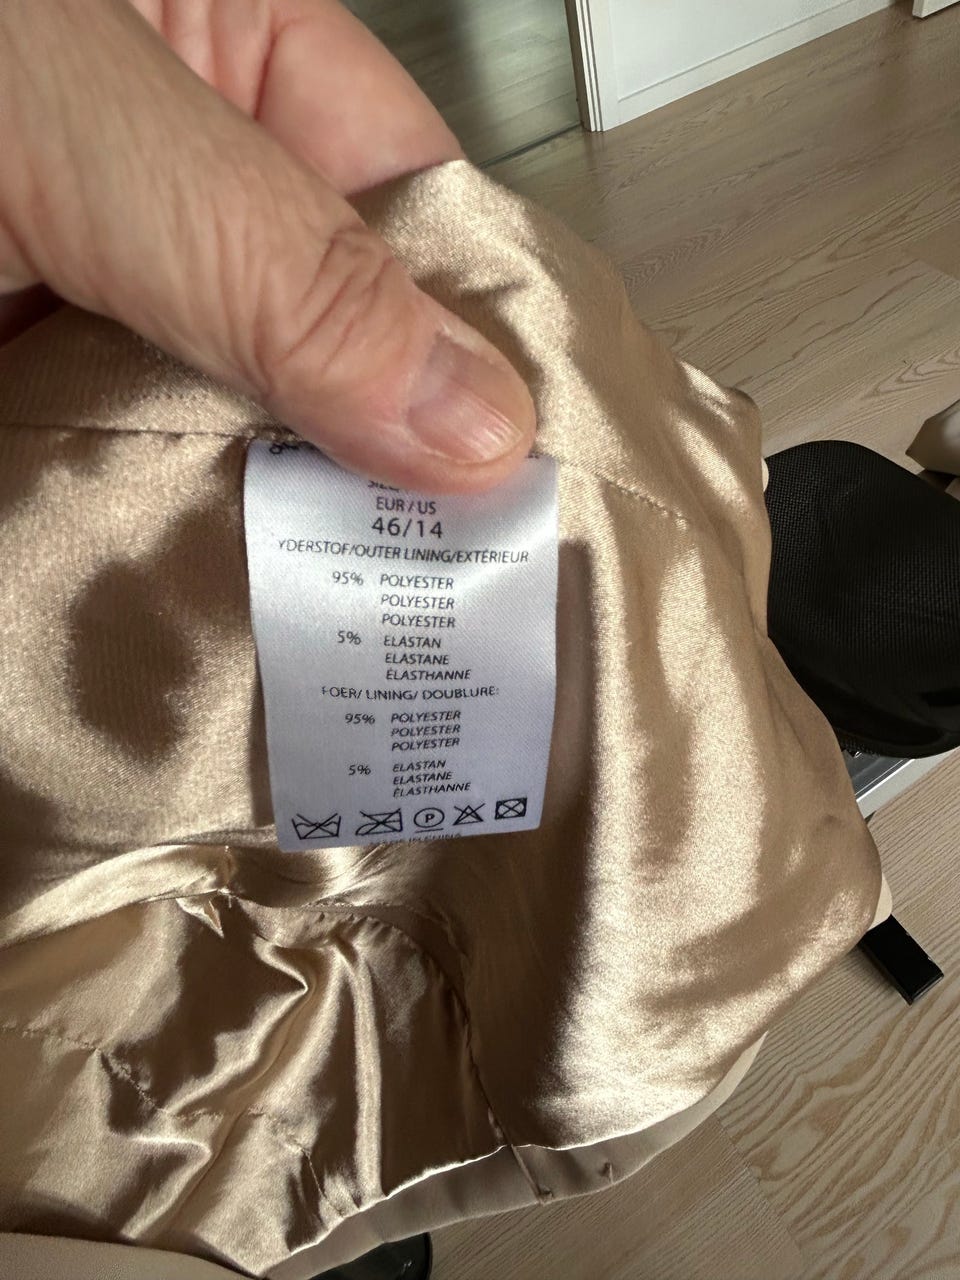 EUR / US
46/14
YDERSTOF/OUTER LINING/EXTÉRIEUR
95% POLYESTER
POLYESTER
POLYESTER
5% ELASTAN
ELASTANE
ÉLASTHANNE
FOER/ LINING/ DOUBLURE:
95% POLYESTER
POLYESTER
POLYESTER
5% ELASTAN
ELASTANE
ÉLASTHANNE
P